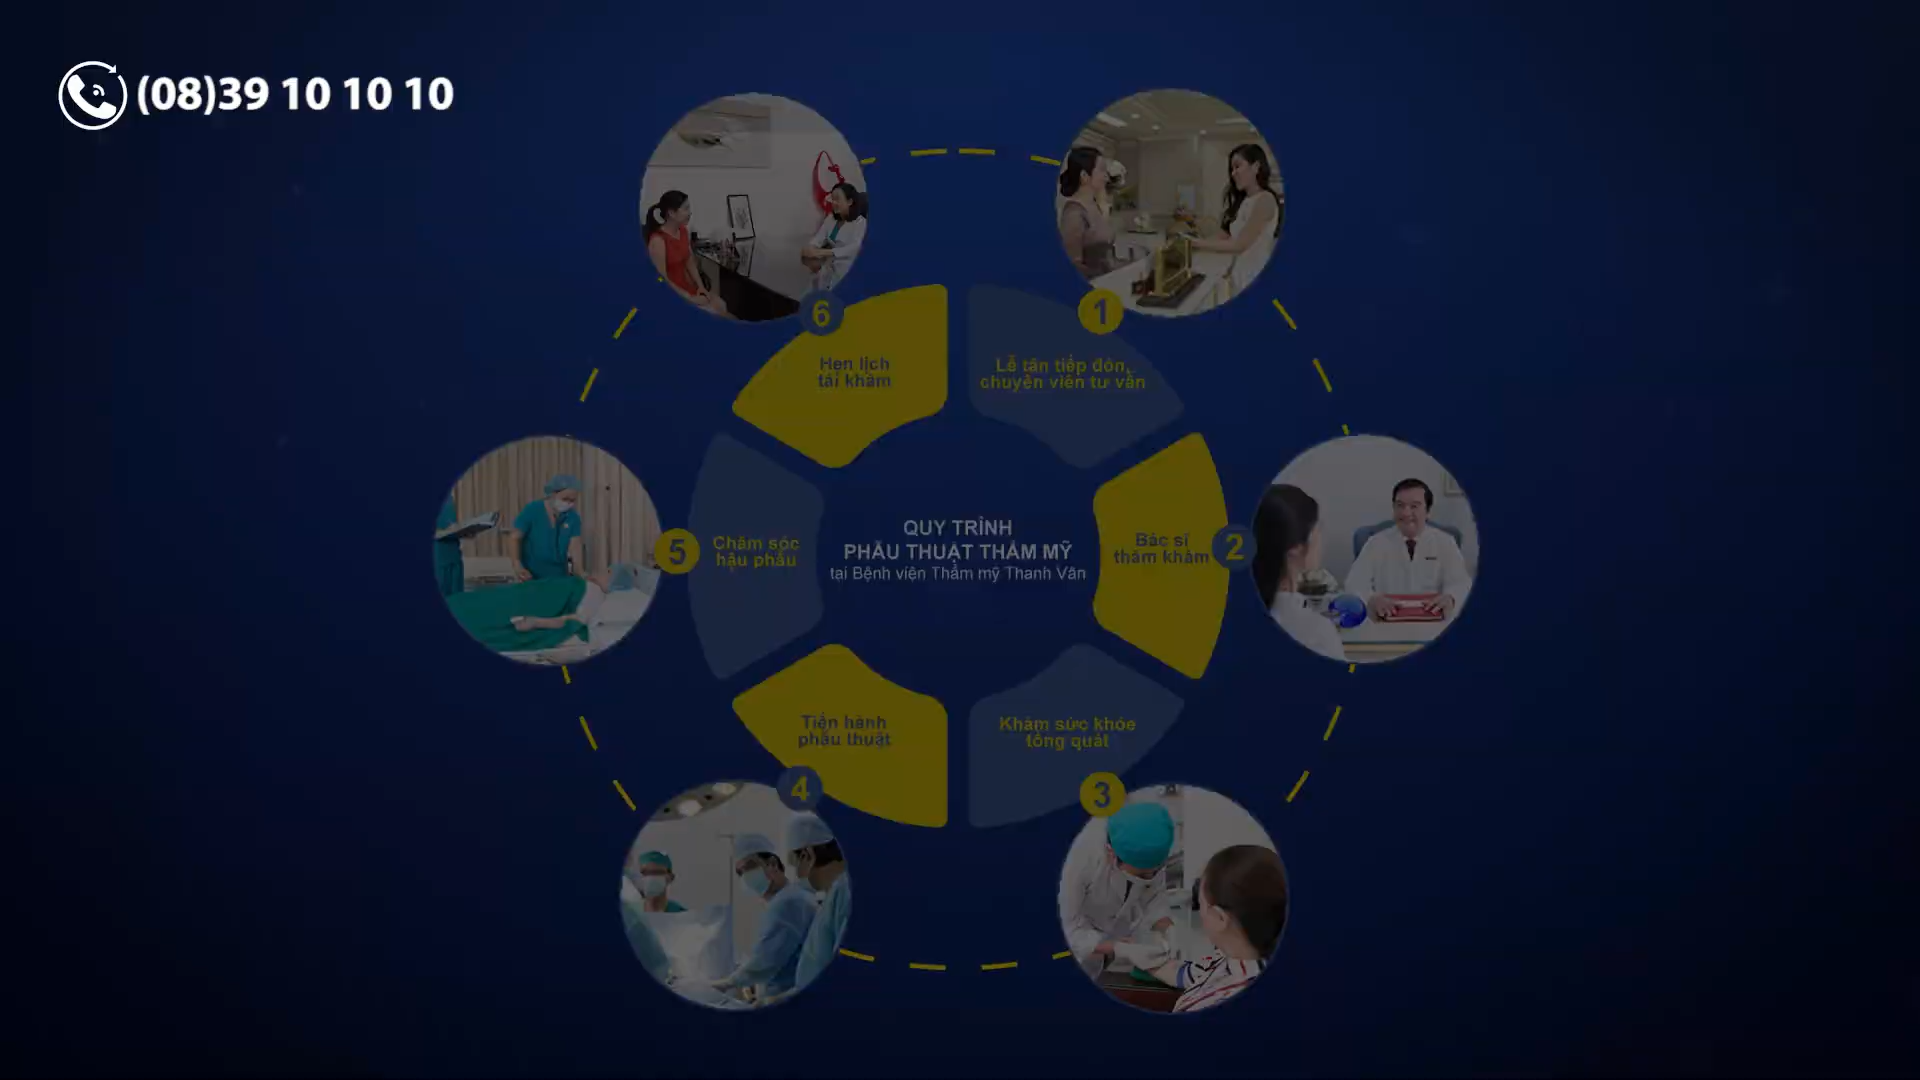 (08)39 10 10 10
QUY TRÌNH
PHẪU THUẬT THẨM MỸ
tại Bệnh viện Thẩm mỹ Thanh Vân
1
Lễ tân tiếp đón,
chuyên viên tư vấn
2
Bác sĩ
thăm khám
3
Khám sức khỏe
tổng quát
4
Tiến hành
phẫu thuật
5
Chăm sóc
hậu phẫu
6
Hẹn lịch
tái khám